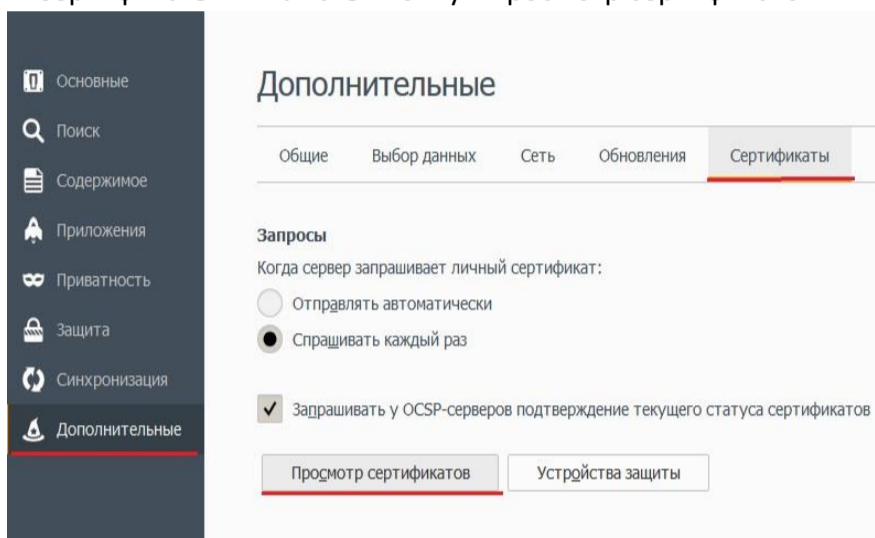 Основные
Поиск
Содержимое
Приложения
Приватность
Защита
Синхронизация
Дополнительные
Дополнительные
Общие Выбор данных Сеть Обновления Сертификаты
Запросы
Когда сервер запрашивает личный сертификат:
Отправлять автоматически
Спрашивать каждый раз
Запрашивать у OCSP-серверов подтверждение текущего статуса сертификатов
Просмотр сертификатов Устройства защиты